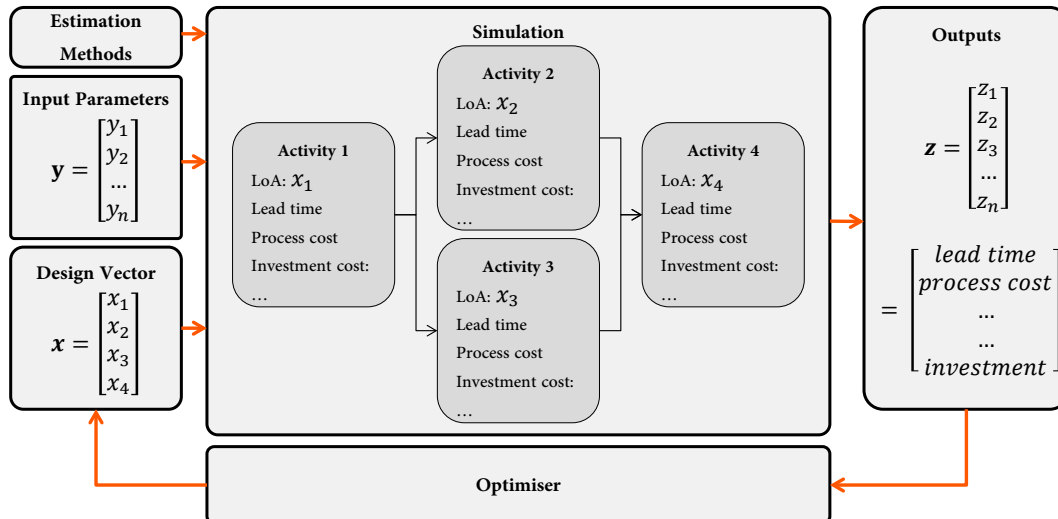 Estimation
Methods
Input Parameters
y = [y₁
y₂
...
yₙ]
Design Vector
x = [x₁
x₂
x₃
x₄]
Simulation
Activity 1
LoA: x₁
Lead time
Process cost
Investment cost:
...
Activity 2
LoA: x₂
Lead time
Process cost
Investment cost:
...
Activity 3
LoA: x₃
Lead time
Process cost
Investment cost:
...
Activity 4
LoA: x₄
Lead time
Process cost
Investment cost:
...
Outputs
z = [z₁
z₂
z₃
...
zₙ]
= [lead time
process cost
...
...
investment]
Optimiser